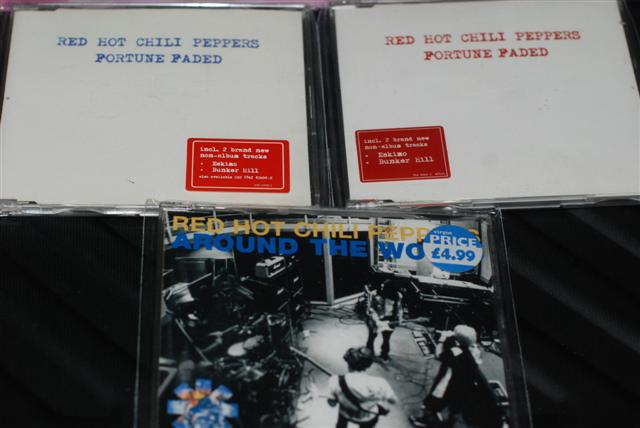 RED HOT CHILI PEPPERS
FORTUNE FADED
incl. 2 brand new
non-album tracks
• Eskimo
• Bunker Hill
RED HOT CHILI PEPPERS
FORTUNE FADED
incl. 2 brand new
non-album tracks
• Eskimo
• Bunker Hill
RED HOT CHILI PEPPERS
AROUND THE WO
virgin
PRICE
£4.99